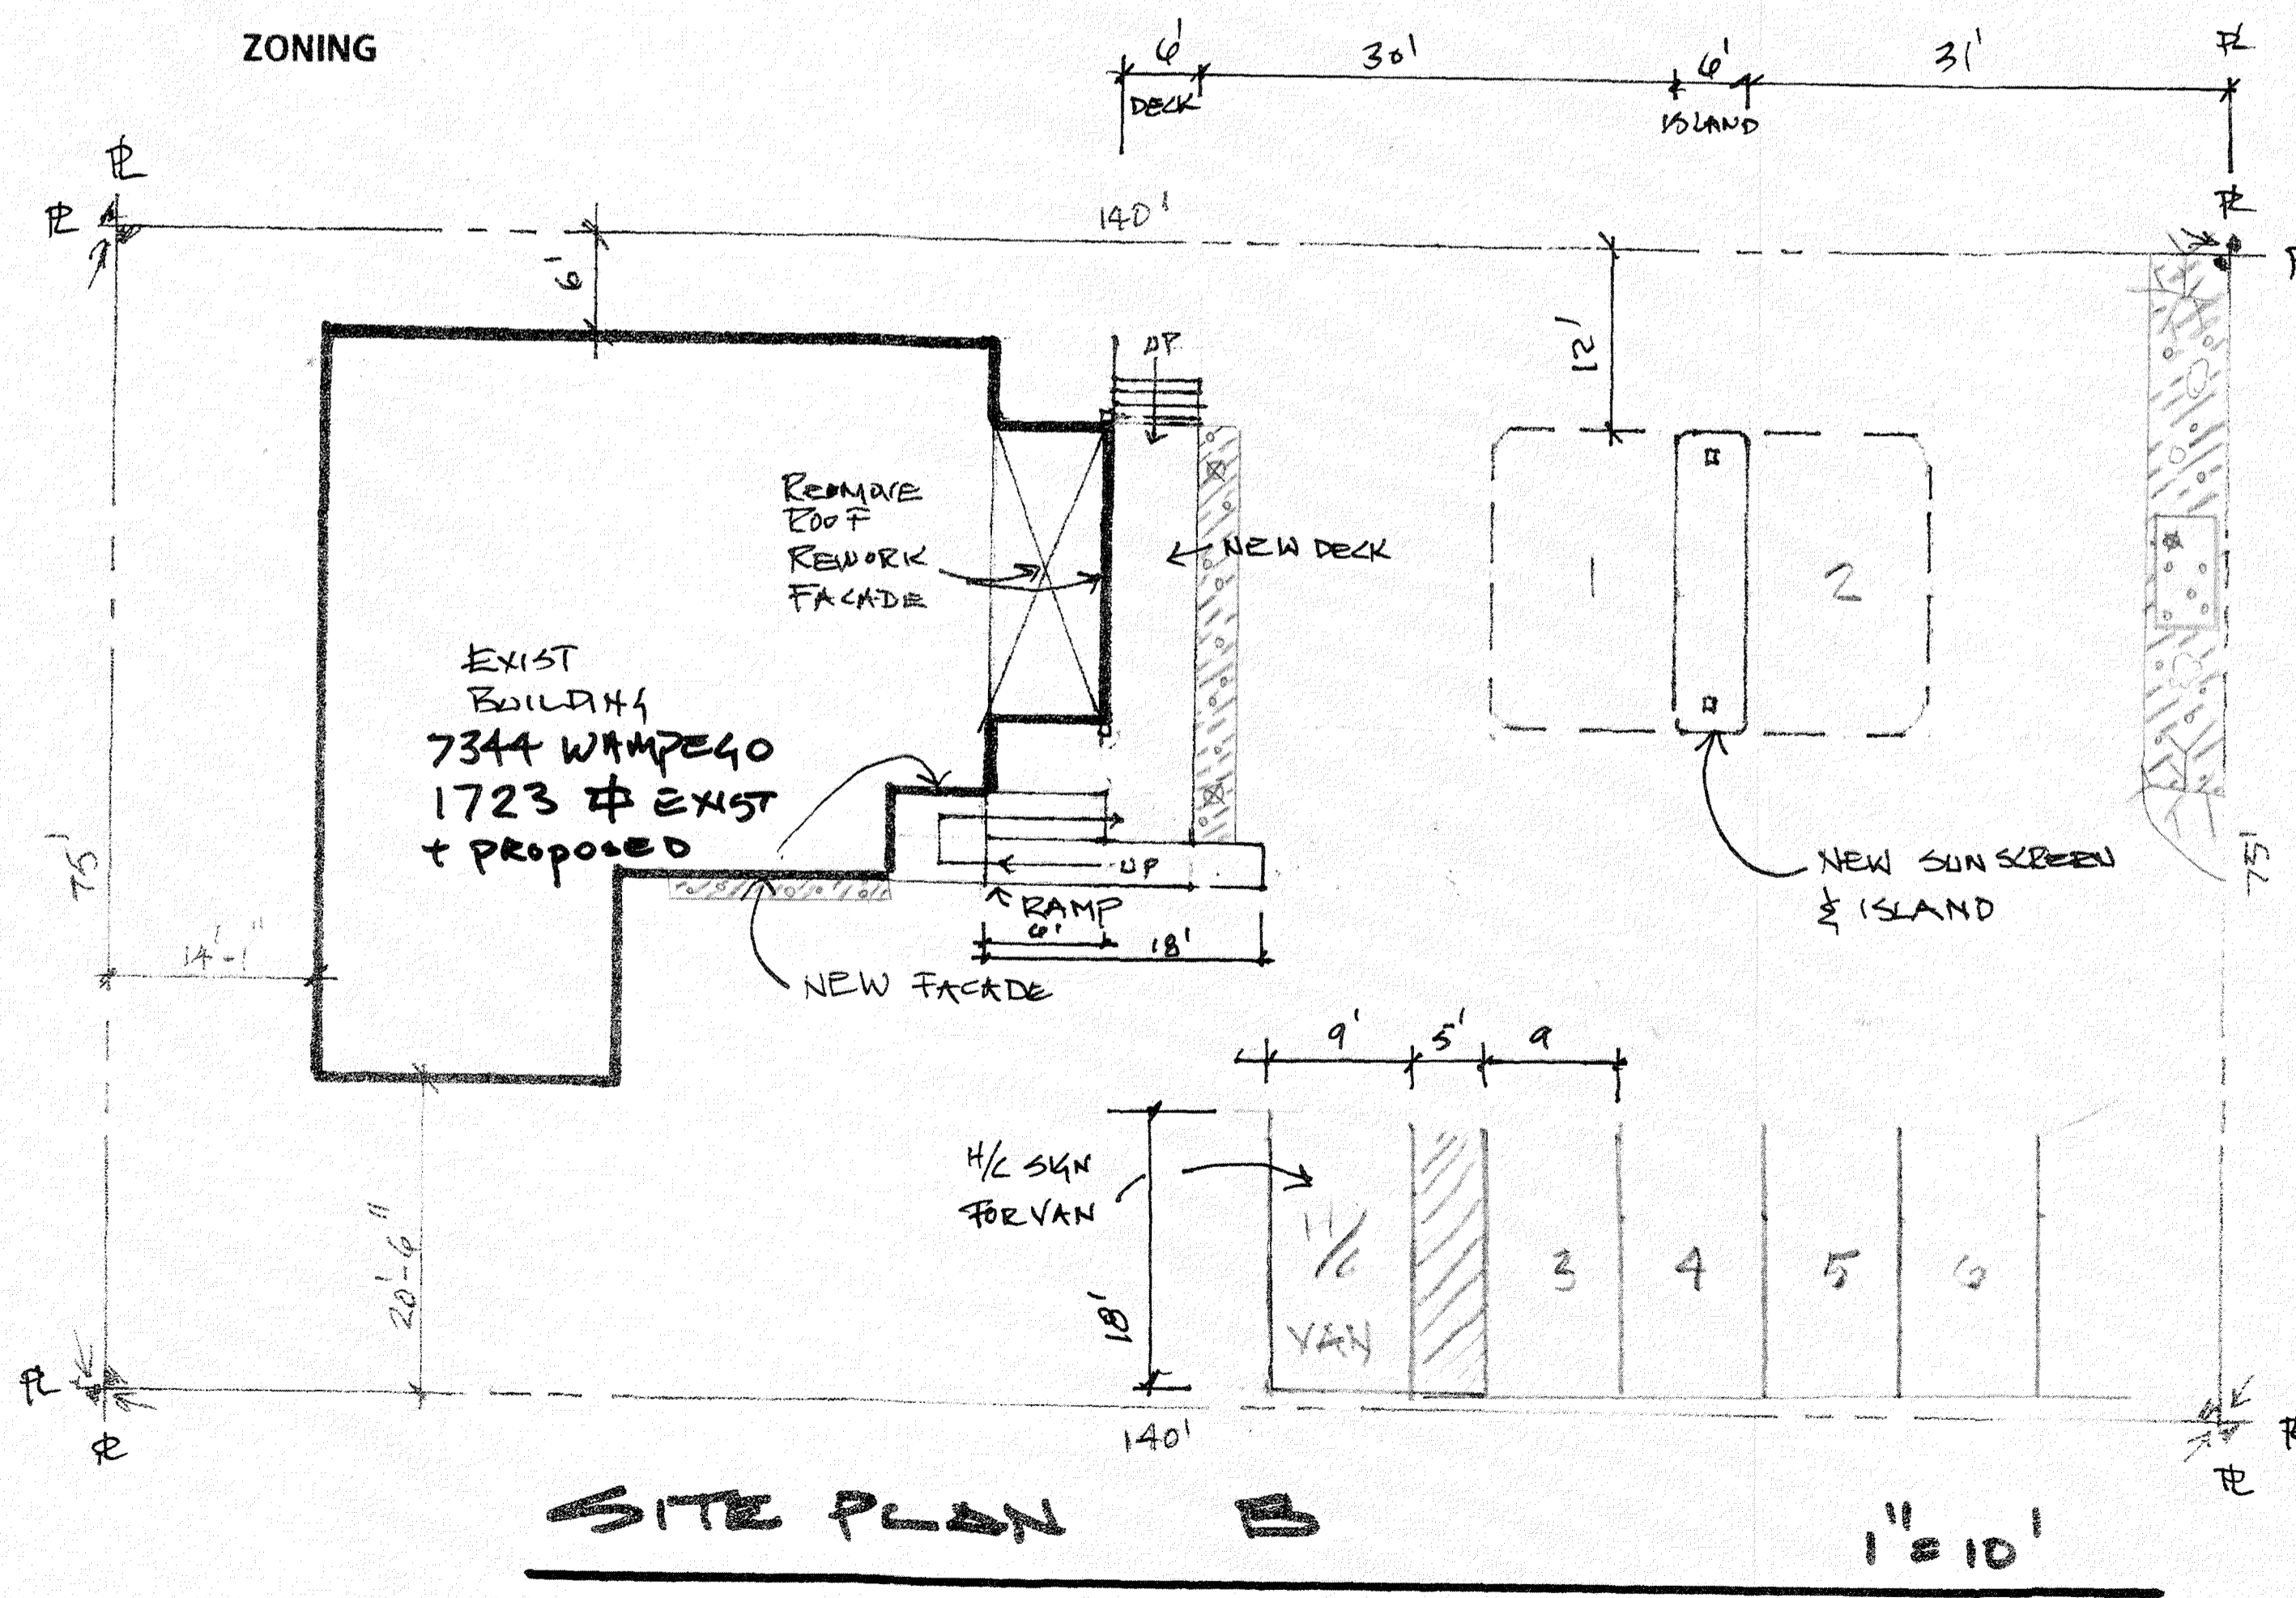 ZONING
6' 30' 6' 31' PL
DECK ISLAND
PL
PL 140' PL
6'
12'
UP
REOMOVE
ROOF
REWORK
FACADE
NEW DECK
1 2
EXIST
BUILDING
7344 WAMPEGO
1723 EXIST
+ PROPOSED
75'
75'
UP
NEW SUN SCREEN
& ISLAND
RAMP
6'
18'
14'-1"
NEW FACADE
9' 5' 9
H/C SIGN
FOR VAN
H/C
VAN
3 4 5 6
20'-6"
18'
PL
140'
PL
PL
SITE PLAN B
1" = 10'